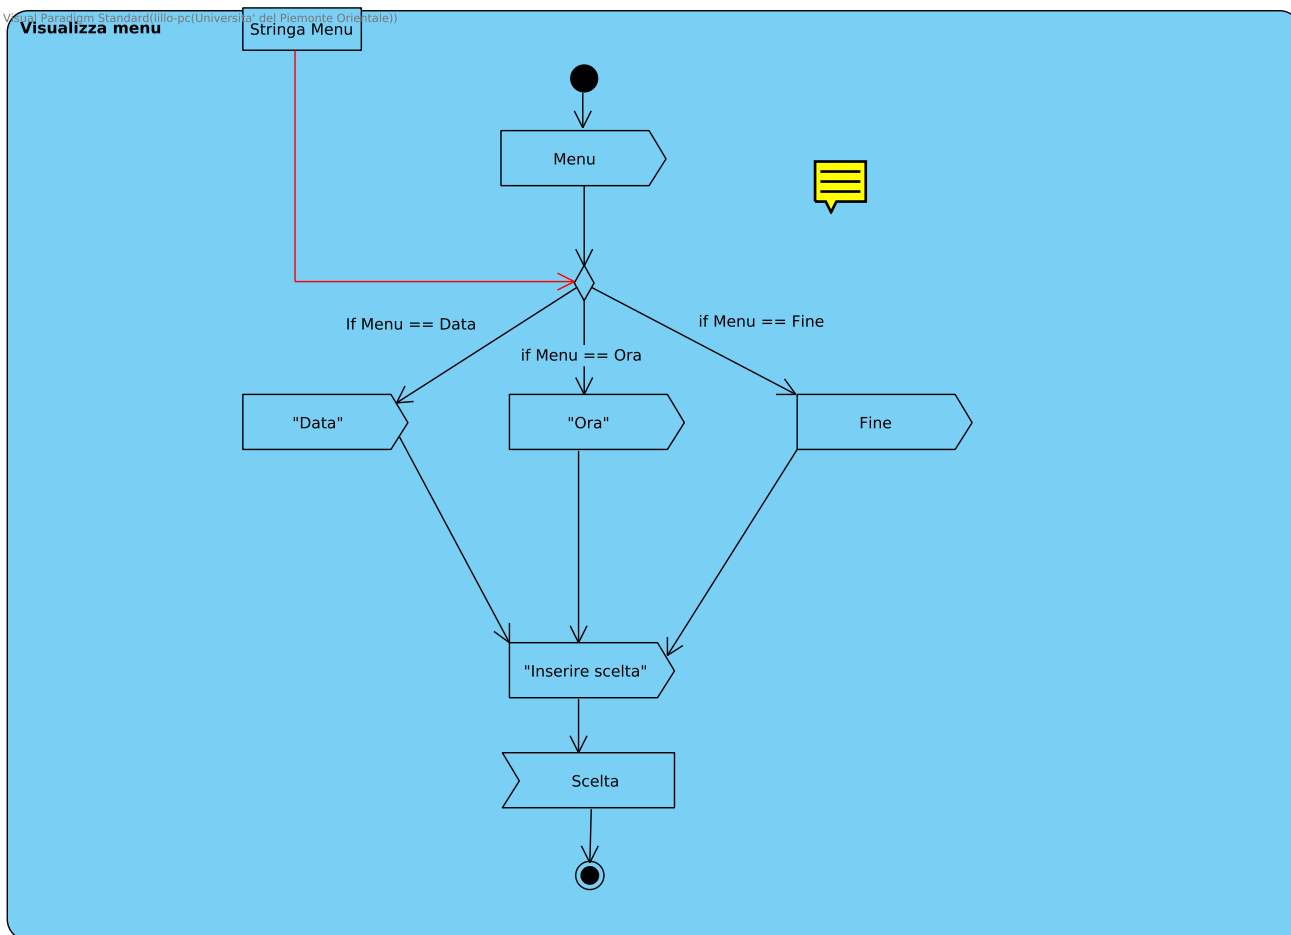 Visual Paradigm Standard(lillo-pc(Universita' del Piemonte Orientale))
Visualizza menu
Stringa Menu
Menu
If Menu == Data
if Menu == Fine
if Menu == Ora
"Data"
"Ora"
Fine
"Inserire scelta"
Scelta